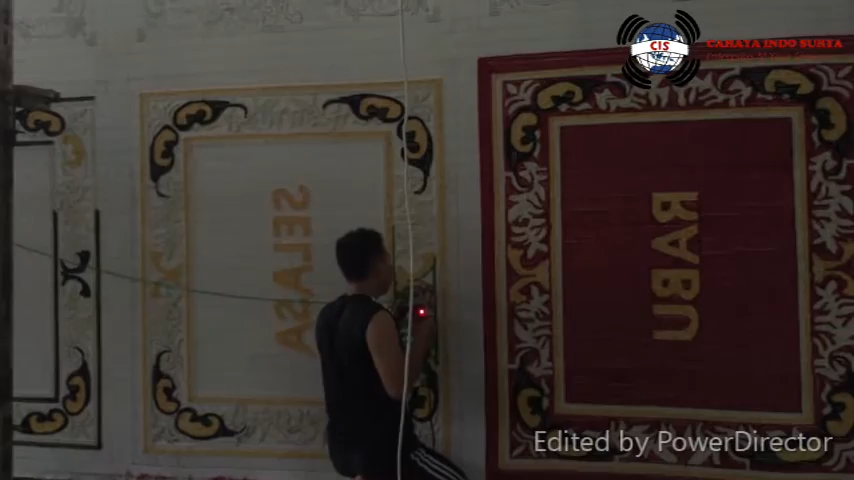 CIS
CAHAYA INDO SURYA
SELASA
RABU
Edited by PowerDirector